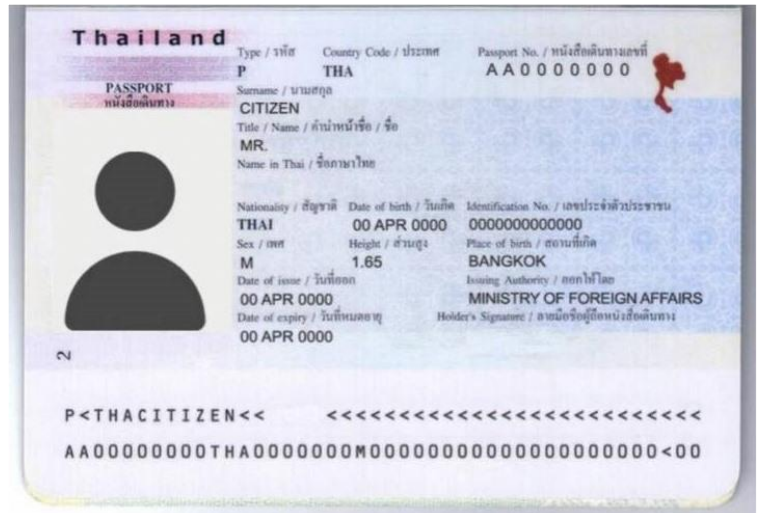 Thailand
PASSPORT
หนังสือเดินทาง
Type / รหัส Country Code / ประเทศ Passport No. / หนังสือเดินทางเลขที่
P THA AA0000000
Surname / นามสกุล
CITIZEN
Title / Name / คำนำหน้าชื่อ / ชื่อ
MR.
Name in Thai / ชื่อภาษาไทย
Nationality / สัญชาติ Date of birth / วันเกิด Identification No. / เลขประจำตัวประชาชน
THAI 00 APR 0000 0000000000000
Sex / เพศ Height / ส่วนสูง Place of birth / สถานที่เกิด
M 1.65 BANGKOK
Date of issue / วันที่ออก Issuing Authority / ออกให้โดย
00 APR 0000 MINISTRY OF FOREIGN AFFAIRS
Date of expiry / วันที่หมดอายุ Holder's Signature / ลายมือชื่อผู้ถือหนังสือเดินทาง
00 APR 0000
2
P<THACITIZEN<< <<<<<<<<<<<<<<<<<<<<<<<<<<
AA00000000THA0000000M00000000000000000000000<00